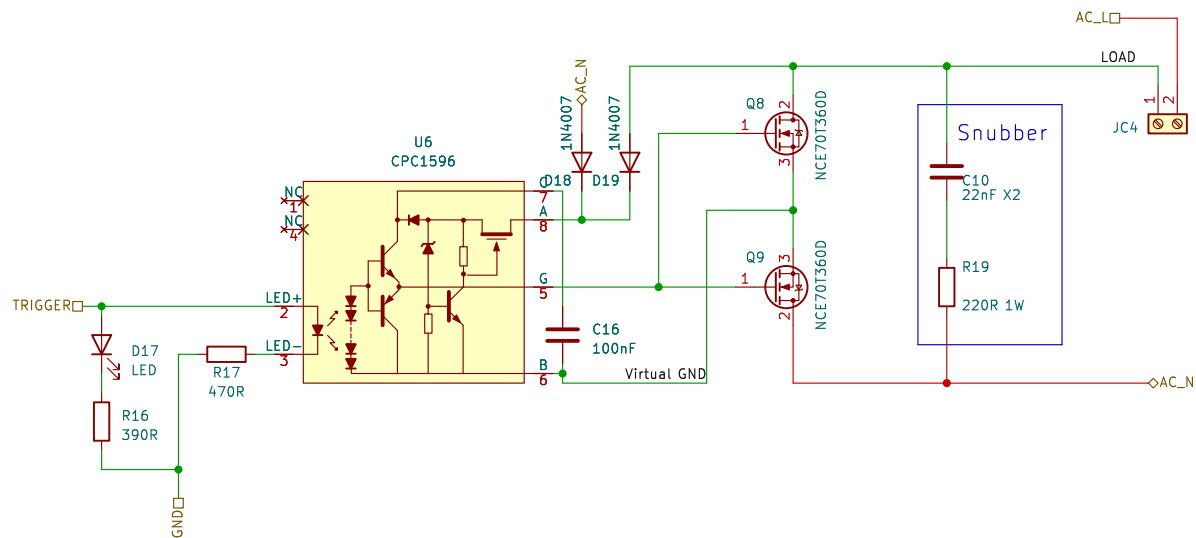 AC_L
LOAD
AC_N
1N4007
1N4007
Q8
NCE70T360D
2
1
3
1
2
JC4
Snubber
U6
CPC1596
D18
D19
C10
22nF X2
NC
1
NC
4
C
7
A
8
G
5
B
6
Q9
NCE70T360D
3
1
2
R19
220R 1W
TRIGGER
LED+
2
LED-
3
C16
100nF
D17
LED
R17
470R
Virtual GND
AC_N
R16
390R
GND